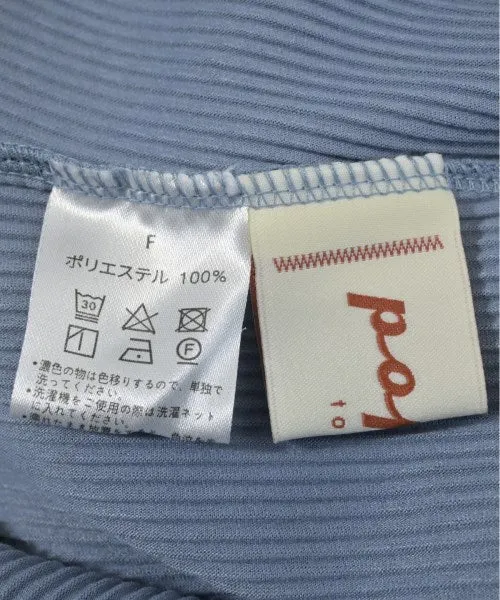 F
ポリエステル 100%
30
F
・濃色の物は色移りするので、単独で
洗ってください。
・洗濯機をご使用の際は洗濯ネット
に入れてください。
po
to